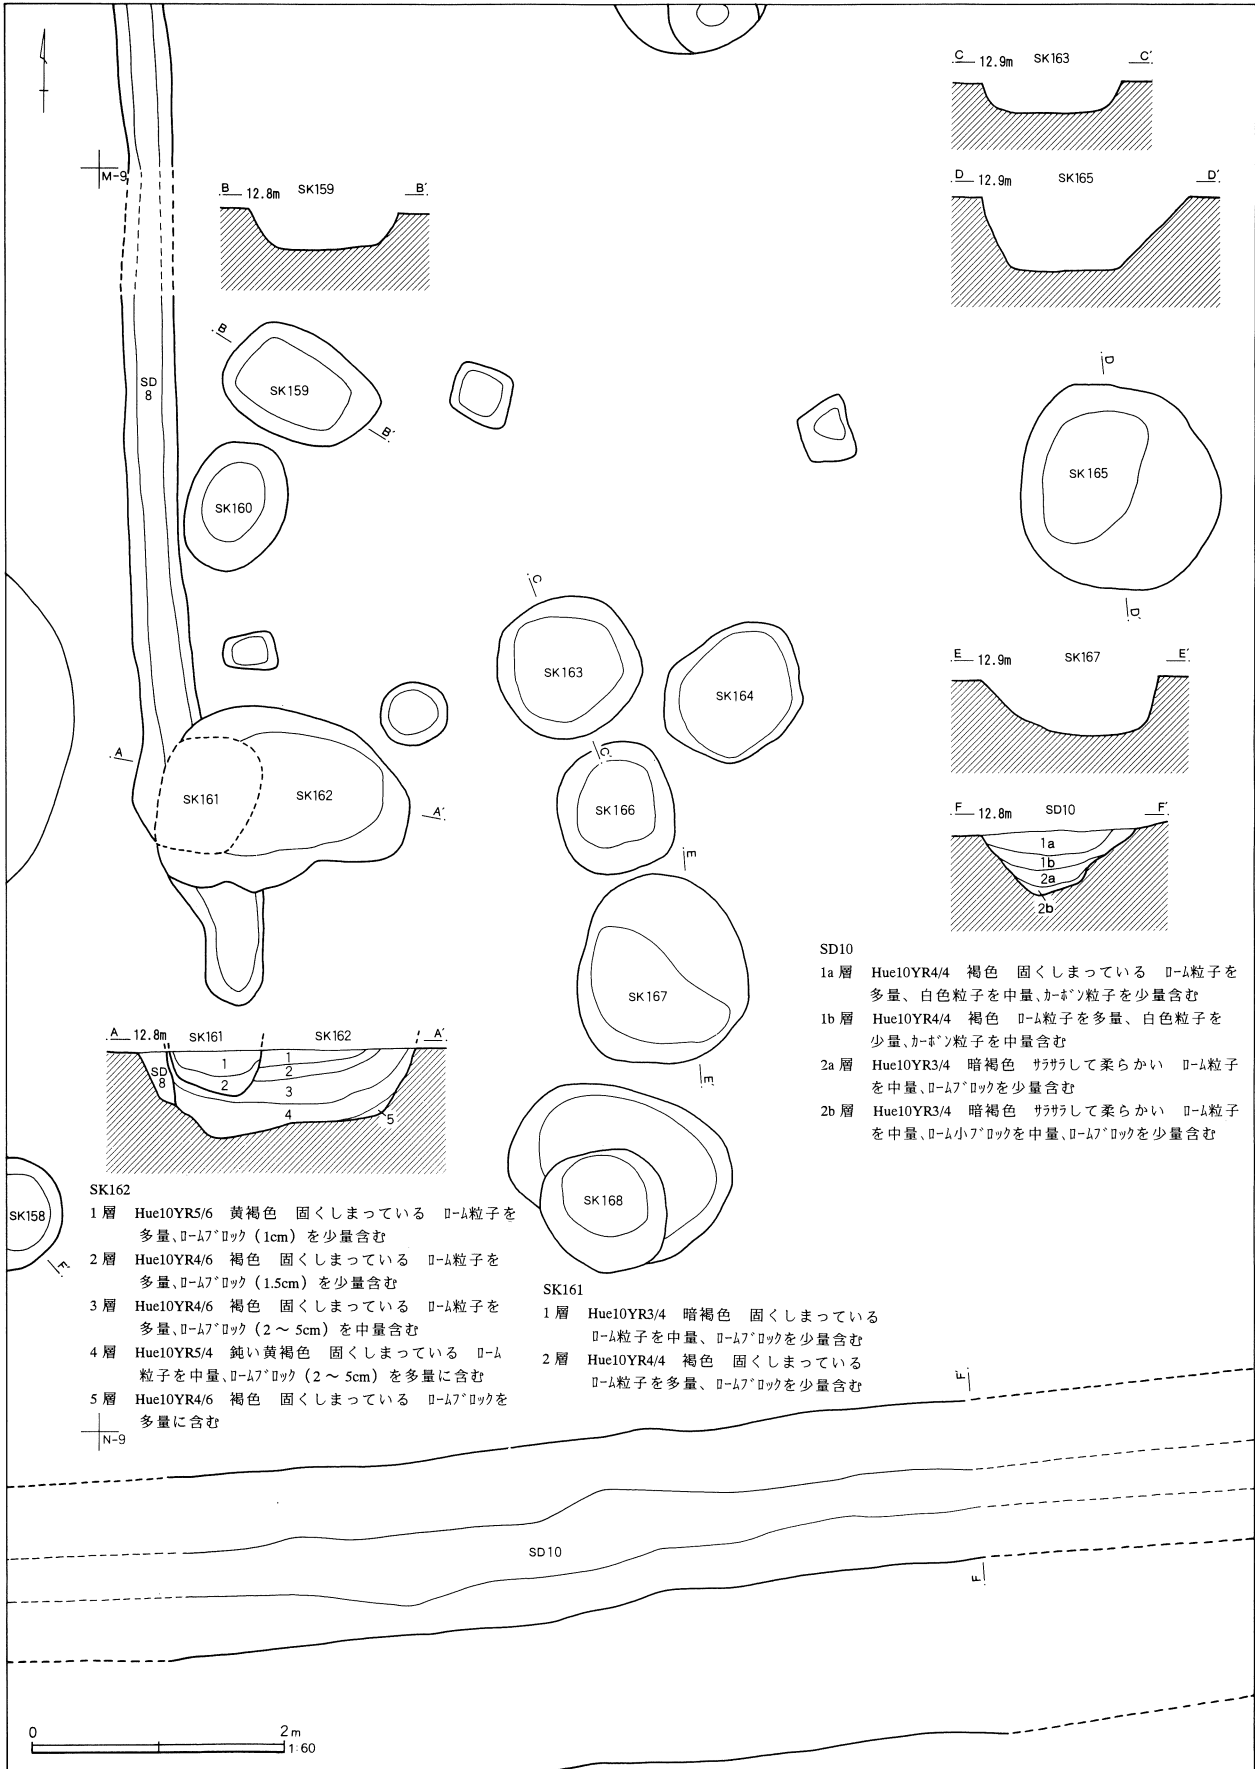 C 12.9m SK163 C'
M-9
B 12.8m SK159 B'
D 12.9m SK165 D'
B
SK159
B'
SD
8
SK160
D
SK165
D'
C
SK163
C'
SK164
E 12.9m SK167 E'
A
SK161
SK162
A'
SK166
E
F 12.8m SD10 F'
1a
1b
2a
2b
SK167
E'
SD10
1a 層 Hue10YR4/4 褐色 固くしまっている ﾛｰﾑ粒子を
多量、白色粒子を中量､ｶｰﾎﾞﾝ粒子を少量含む
1b 層 Hue10YR4/4 褐色 ﾛｰﾑ粒子を多量、白色粒子を
少量､ｶｰﾎﾞﾝ粒子を中量含む
2a 層 Hue10YR3/4 暗褐色 ｻﾗｻﾗして柔らかい ﾛｰﾑ粒子
を中量､ﾛｰﾑﾌﾞﾛｯｸを少量含む
2b 層 Hue10YR3/4 暗褐色 ｻﾗｻﾗして柔らかい ﾛｰﾑ粒子
を中量､ﾛｰﾑ小ﾌﾞﾛｯｸを中量､ﾛｰﾑﾌﾞﾛｯｸを少量含む
A 12.8m SK161 SK162 A'
SD
8
1
2
1
2
3
4
5
SK168
SK158
F'
SK162
1 層 Hue10YR5/6 黄褐色 固くしまっている ﾛｰﾑ粒子を
多量､ﾛｰﾑﾌﾞﾛｯｸ（1cm）を少量含む
2 層 Hue10YR4/6 褐色 固くしまっている ﾛｰﾑ粒子を
多量､ﾛｰﾑﾌﾞﾛｯｸ（1.5cm）を少量含む
3 層 Hue10YR4/6 褐色 固くしまっている ﾛｰﾑ粒子を
多量､ﾛｰﾑﾌﾞﾛｯｸ（2～5cm）を中量含む
4 層 Hue10YR5/4 鈍い黄褐色 固くしまっている ﾛｰﾑ
粒子を中量､ﾛｰﾑﾌﾞﾛｯｸ（2～5cm）を多量に含む
5 層 Hue10YR4/6 褐色 固くしまっている ﾛｰﾑﾌﾞﾛｯｸを
多量に含む
SK161
1 層 Hue10YR3/4 暗褐色 固くしまっている
ﾛｰﾑ粒子を中量、ﾛｰﾑﾌﾞﾛｯｸを少量含む
2 層 Hue10YR4/4 褐色 固くしまっている
ﾛｰﾑ粒子を多量、ﾛｰﾑﾌﾞﾛｯｸを少量含む
F'
N-9
SD10
F
0 2m
1:60